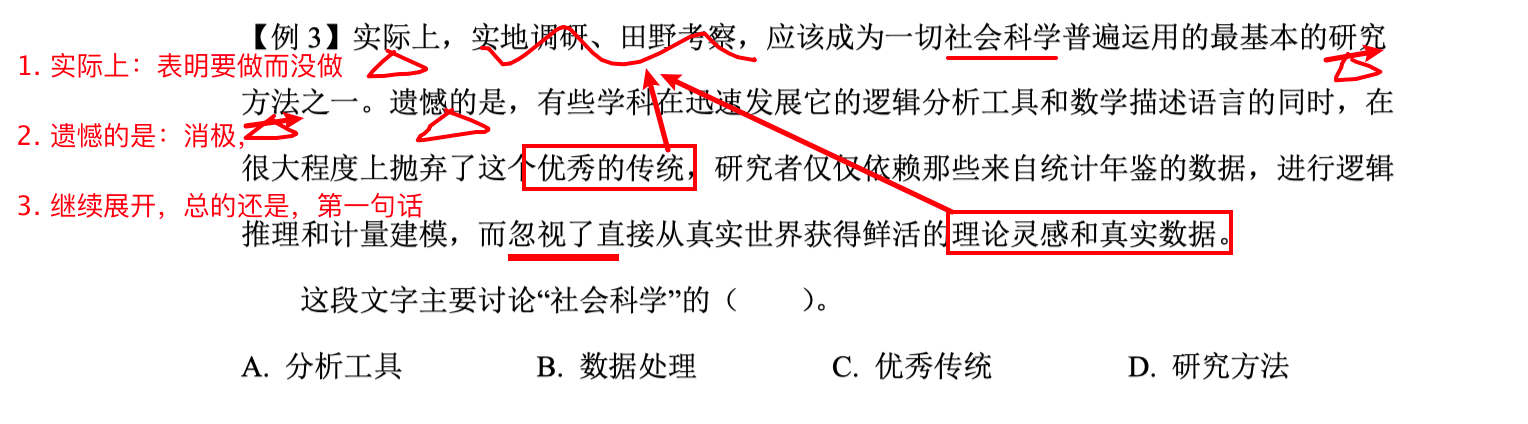 【例 3】实际上，实地调研、田野考察，应该成为一切社会科学普遍运用的最基本的研究
1. 实际上：表明要做而没做
方法之一。遗憾的是，有些学科在迅速发展它的逻辑分析工具和数学描述语言的同时，在
2. 遗憾的是：消极，
很大程度上抛弃了这个优秀的传统，研究者仅仅依赖那些来自统计年鉴的数据，进行逻辑
3. 继续展开，总的还是，第一句话
推理和计量建模，而忽视了直接从真实世界获得鲜活的理论灵感和真实数据。
这段文字主要讨论“社会科学”的（　　）。
A. 分析工具 B. 数据处理 C. 优秀传统 D. 研究方法